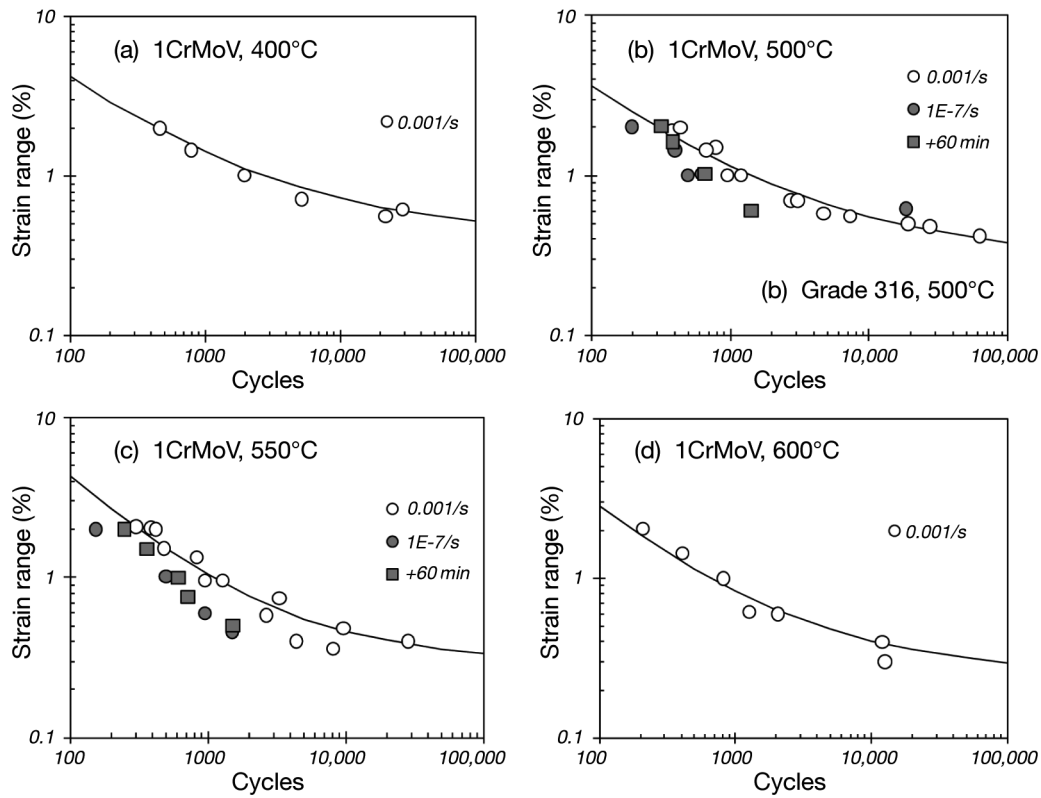 10
(a) 1CrMoV, 400°C
0.001/s
Strain range (%)
1
0.1
100
1000
10,000
100,000
Cycles
10
(b) 1CrMoV, 500°C
0.001/s
1E-7/s
+60 min
Strain range (%)
1
(b) Grade 316, 500°C
0.1
100
1000
10,000
100,000
Cycles
10
(c) 1CrMoV, 550°C
0.001/s
1E-7/s
+60 min
Strain range (%)
1
0.1
100
1000
10,000
100,000
Cycles
10
(d) 1CrMoV, 600°C
0.001/s
Strain range (%)
1
0.1
100
1000
10,000
100,000
Cycles